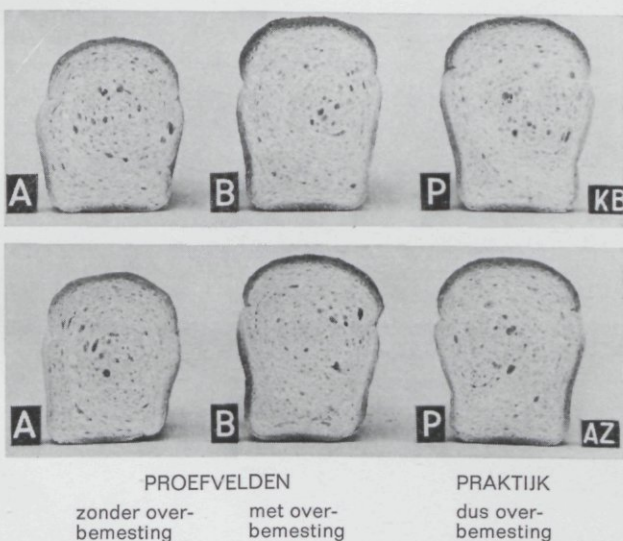 A B P KB
A B P AZ
PROEFVELDEN PRAKTIJK
zonder over- met over- dus over-
bemesting bemesting bemesting